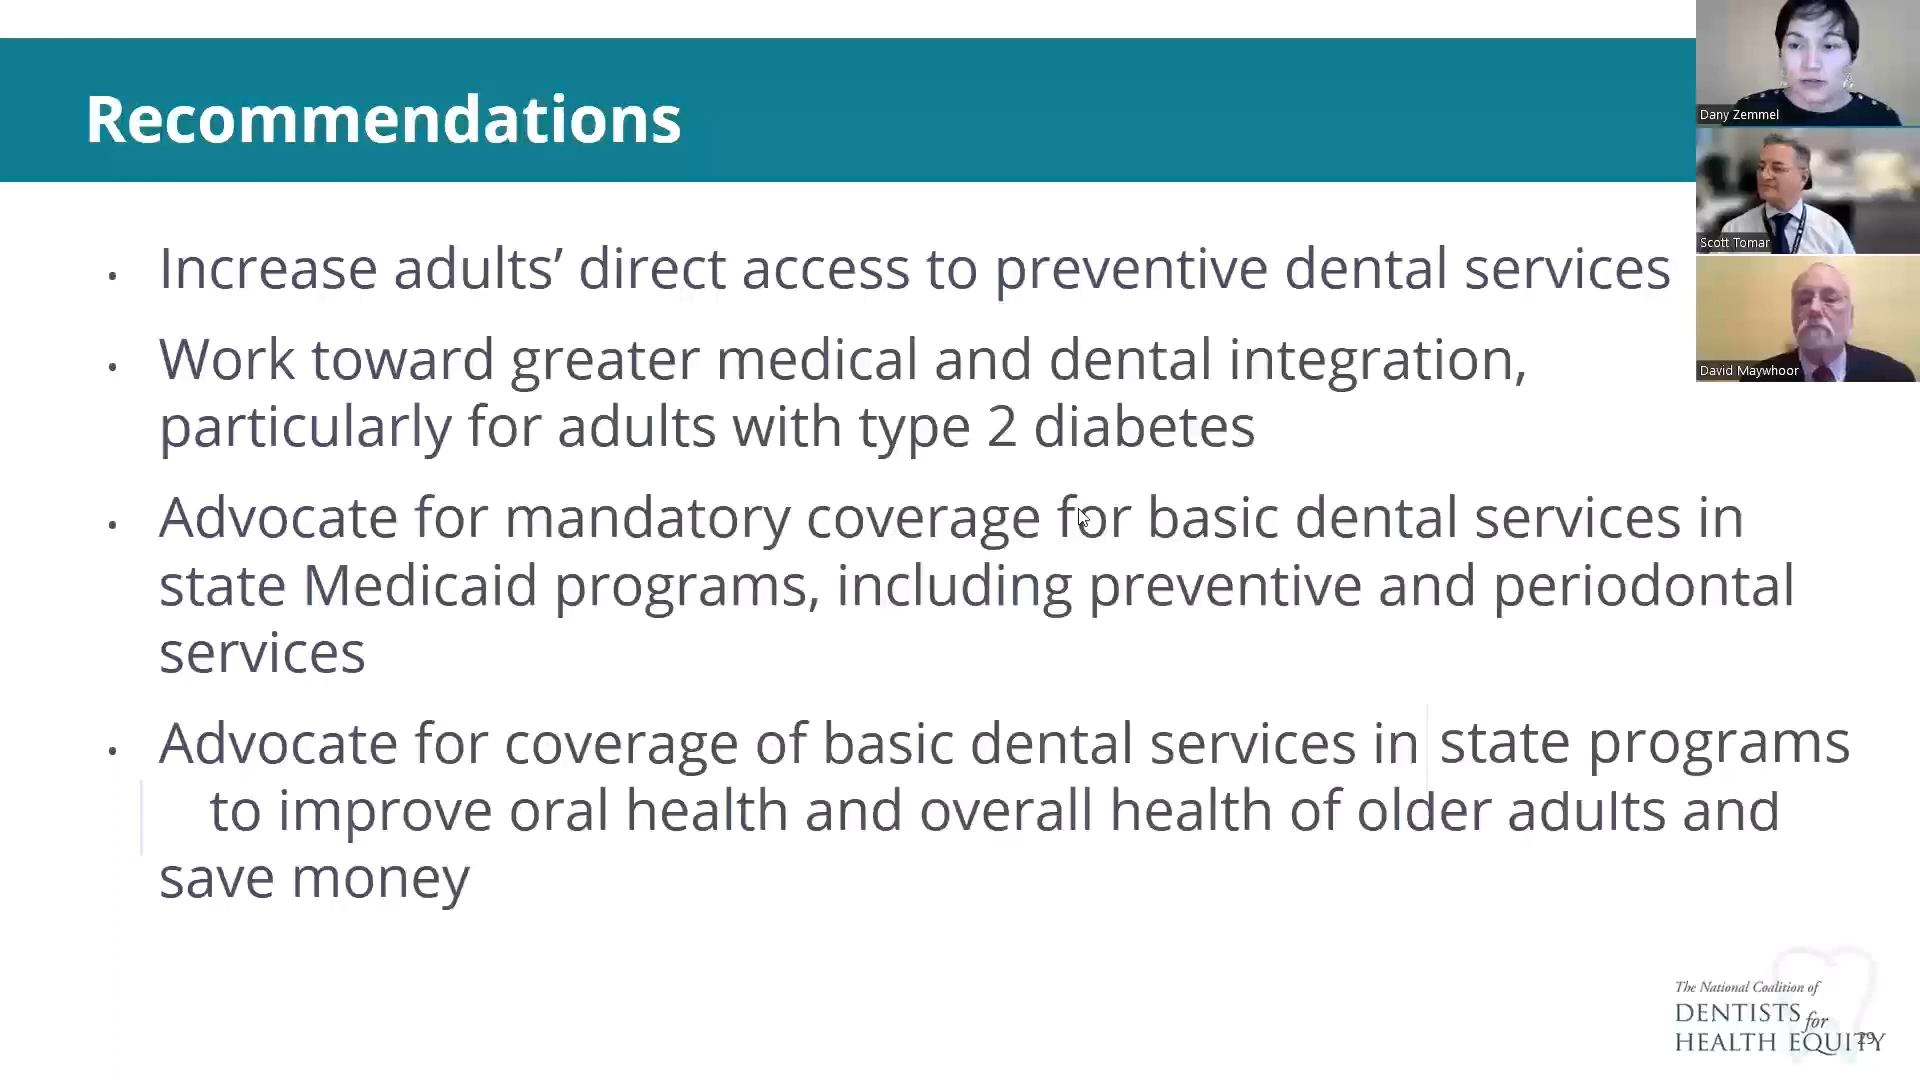 Recommendations
• Increase adults’ direct access to preventive dental services
• Work toward greater medical and dental integration,
particularly for adults with type 2 diabetes
• Advocate for mandatory coverage for basic dental services in
state Medicaid programs, including preventive and periodontal
services
• Advocate for coverage of basic dental services in state programs
to improve oral health and overall health of older adults and
save money
Dany Zemmel
Scott Tomar
David Maywhoor
The National Coalition of
DENTISTS for
HEALTH EQUITY
29